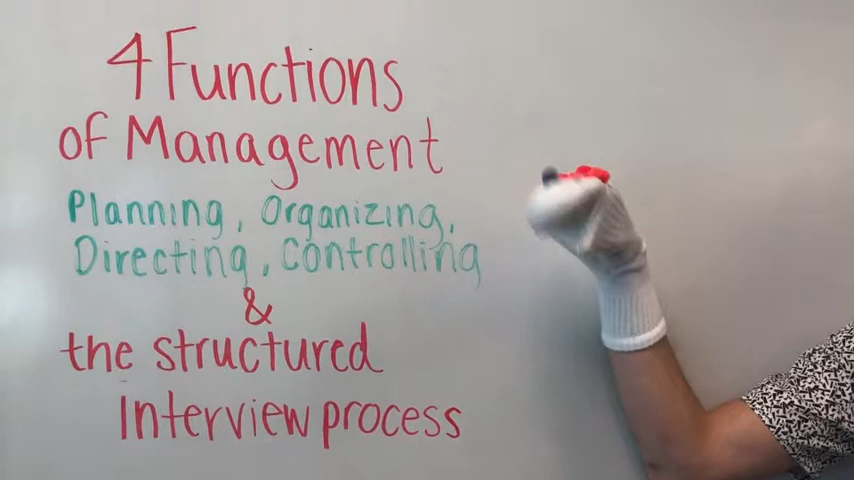 4 Functions
of Management
Planning, Organizing,
Directing, Controlling
&
the structured
interview process